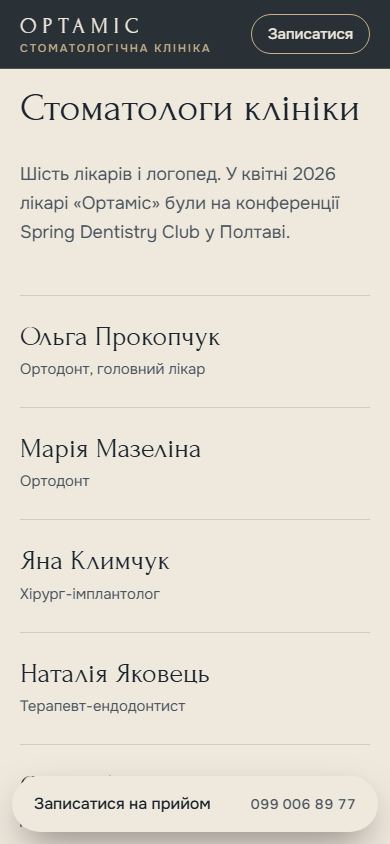 ОРТАМІС
СТОМАТОЛОГІЧНА КЛІНІКА
Записатися
Стоматологи клініки
Шість лікарів і логопед. У квітні 2026
лікарі «Ортаміс» були на конференції
Spring Dentistry Club у Полтаві.
Ольга Прокопчук
Ортодонт, головний лікар
Марія Мазеліна
Ортодонт
Яна Климчук
Хірург-імплантолог
Наталія Яковець
Терапевт-ендодонтист
Записатися на прийом
099 006 89 77